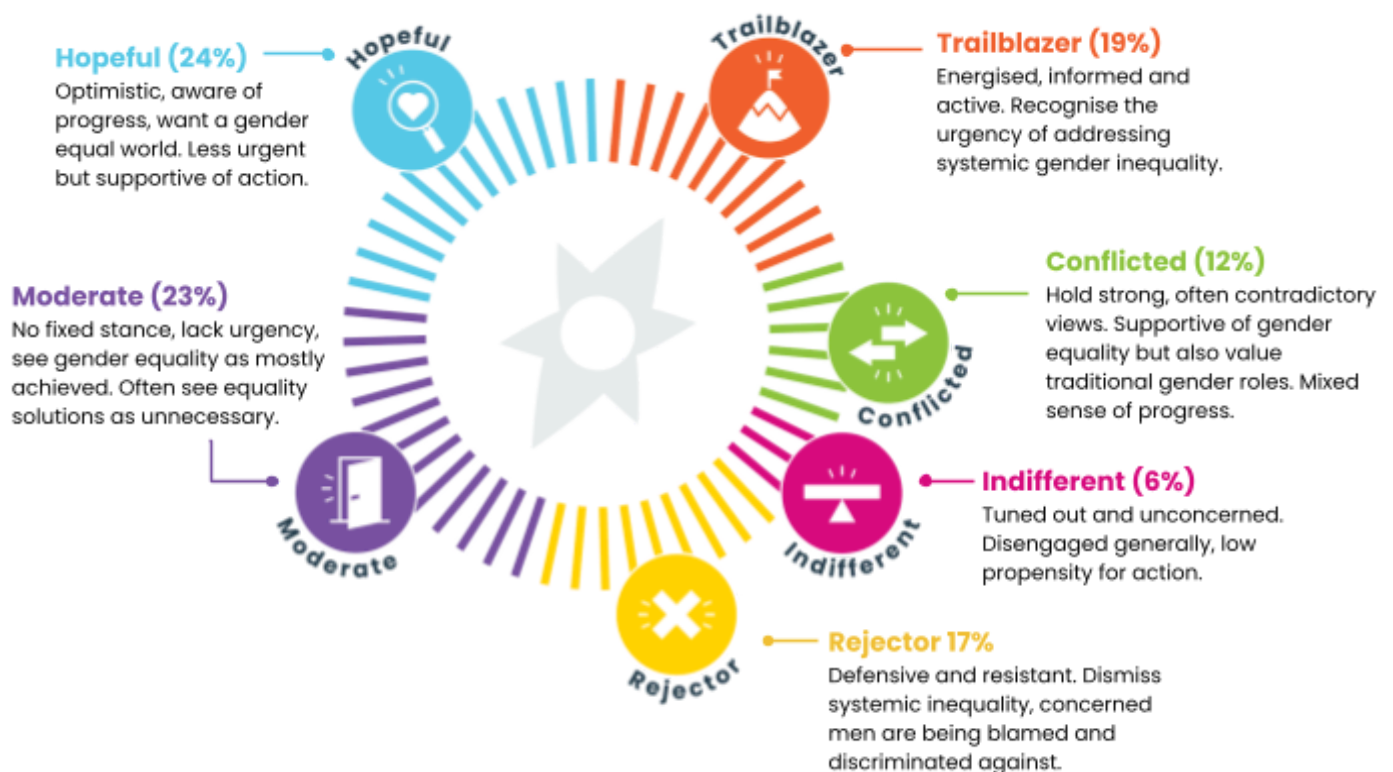 Hopeful
Hopeful (24%)
Optimistic, aware of
progress, want a gender
equal world. Less urgent
but supportive of action.
Trailblazer
Trailblazer (19%)
Energised, informed and
active. Recognise the
urgency of addressing
systemic gender inequality.
Conflicted (12%)
Hold strong, often contradictory
views. Supportive of gender
equality but also value
traditional gender roles. Mixed
sense of progress.
Conflicted
Moderate (23%)
No fixed stance, lack urgency,
see gender equality as mostly
achieved. Often see equality
solutions as unnecessary.
Moderate
Indifferent (6%)
Tuned out and unconcerned.
Disengaged generally, low
propensity for action.
Indifferent
Rejector 17%
Defensive and resistant. Dismiss
systemic inequality, concerned
men are being blamed and
discriminated against.
Rejector